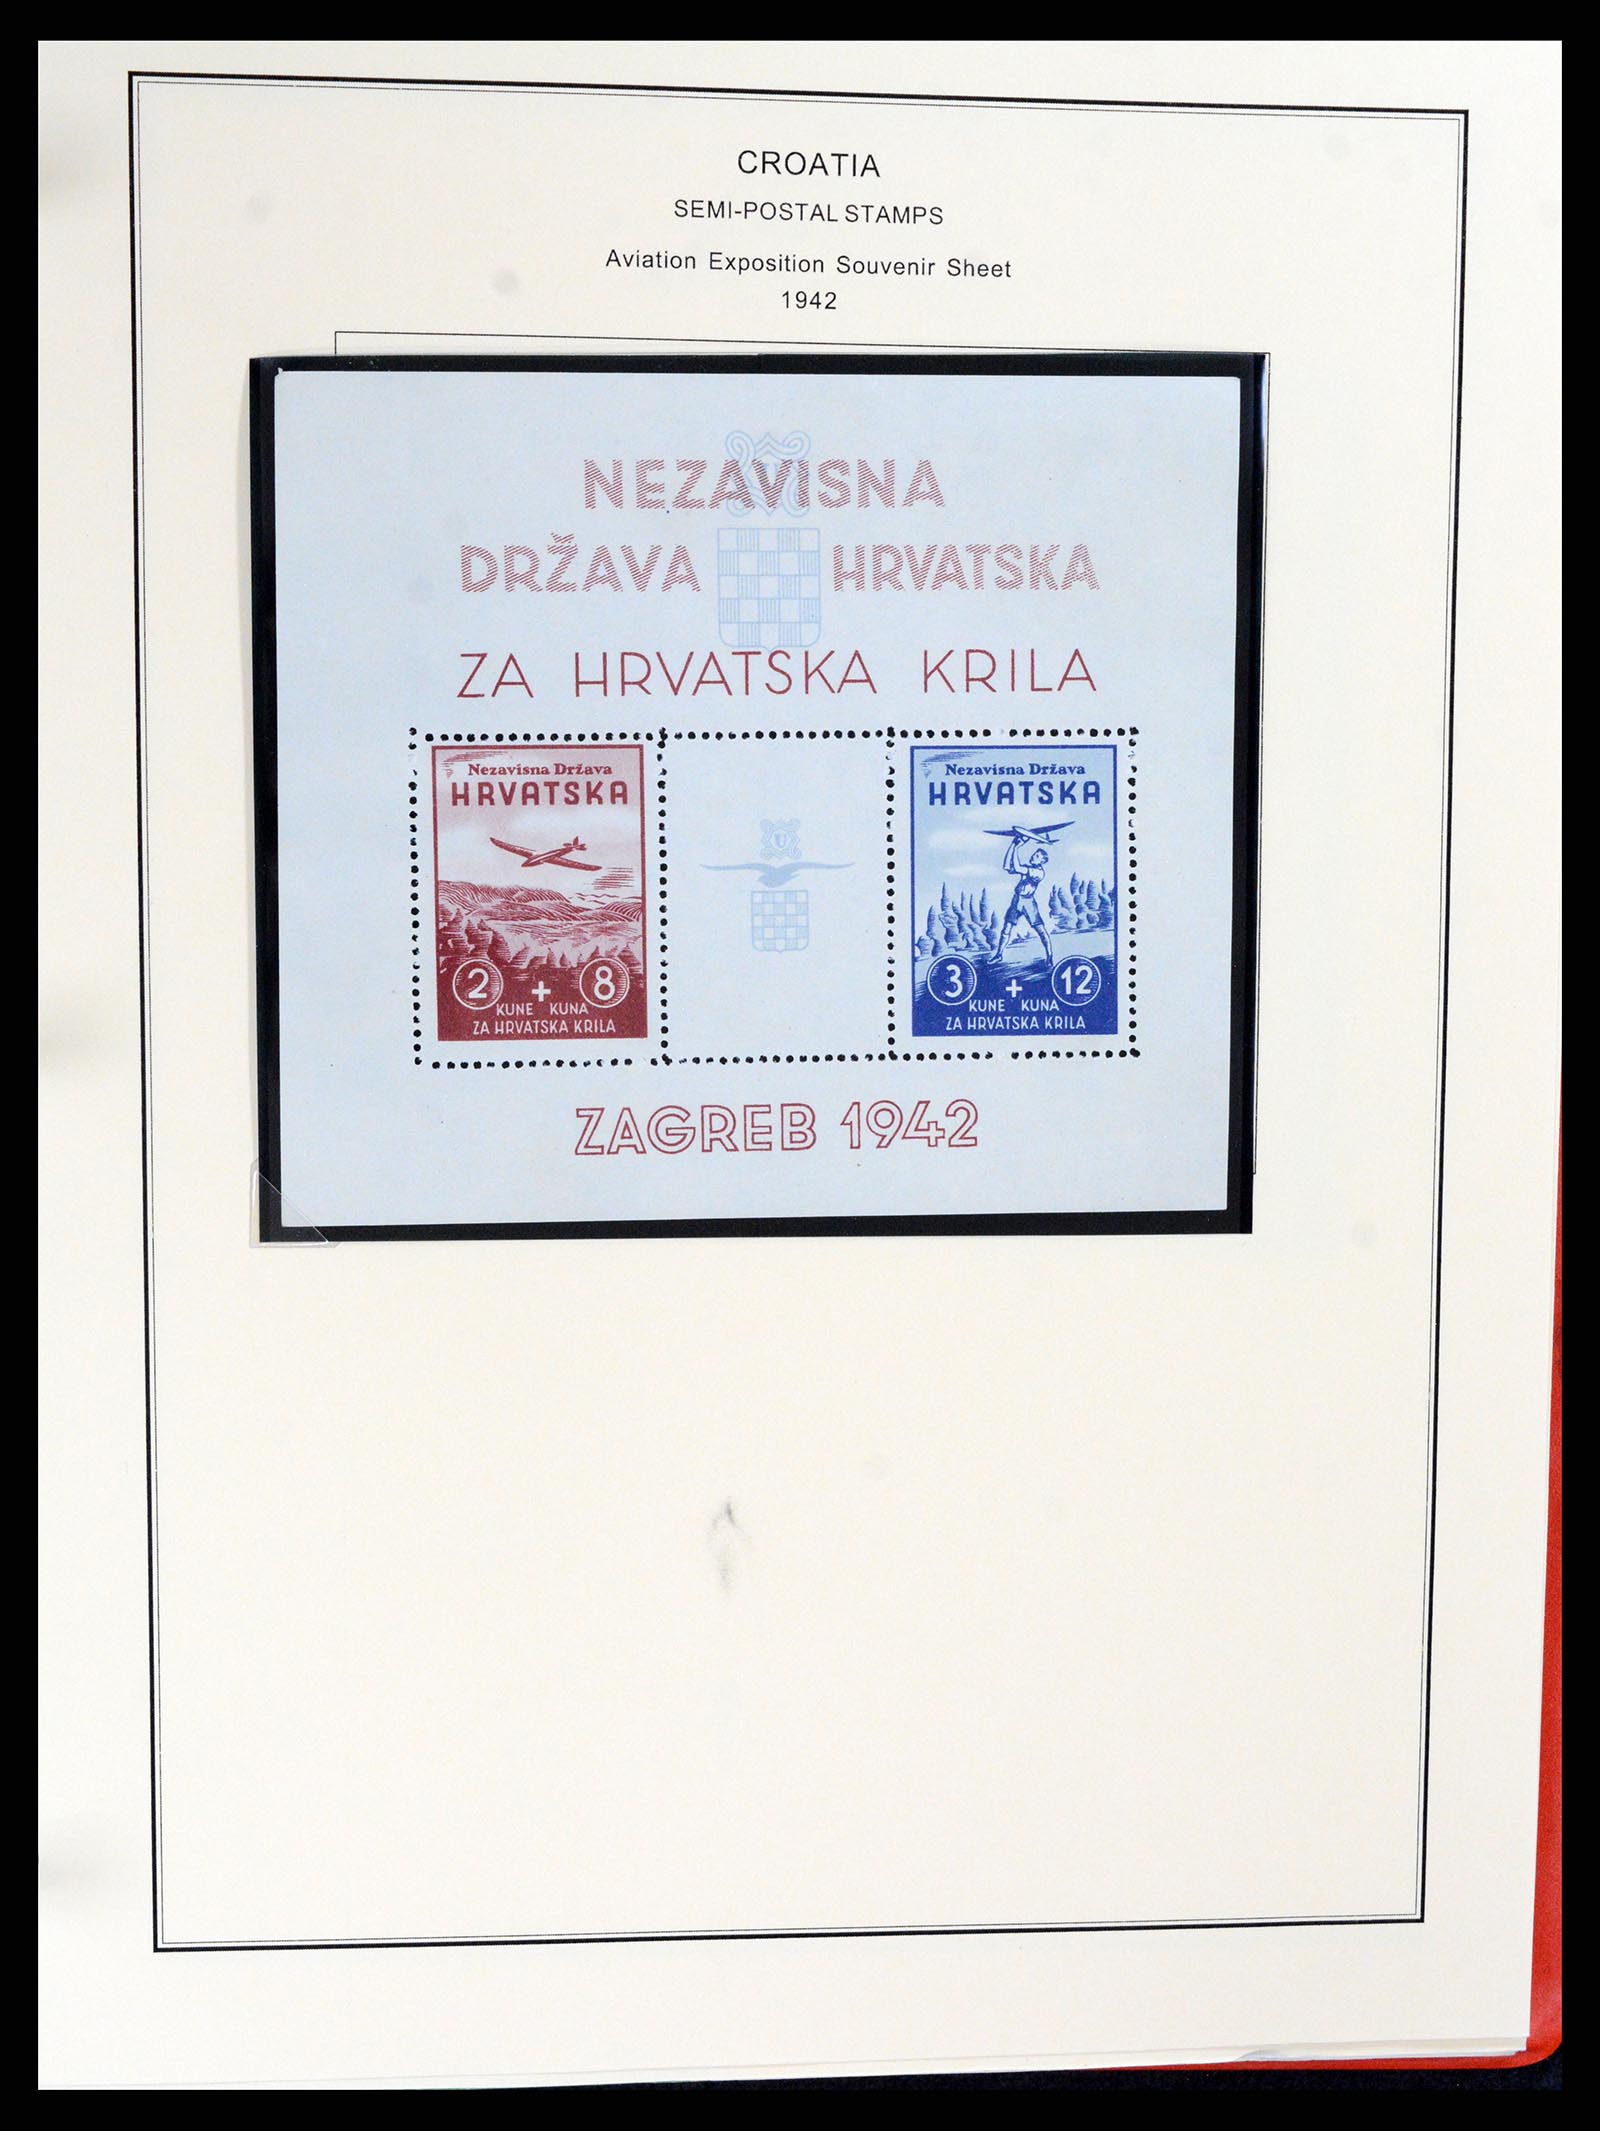 CROATIA
SEMI-POSTAL STAMPS
Aviation Exposition Souvenir Sheet
1942
NEZAVISNA
DRŽAVA HRVATSKA
ZA HRVATSKA KRILA
Nezavisna Država
HRVATSKA
2 + 8
KUNE KUNA
ZA HRVATSKA KRILA
U
Nezavisna Država
HRVATSKA
3 + 12
KUNE KUNA
ZA HRVATSKA KRILA
ZAGREB 1942